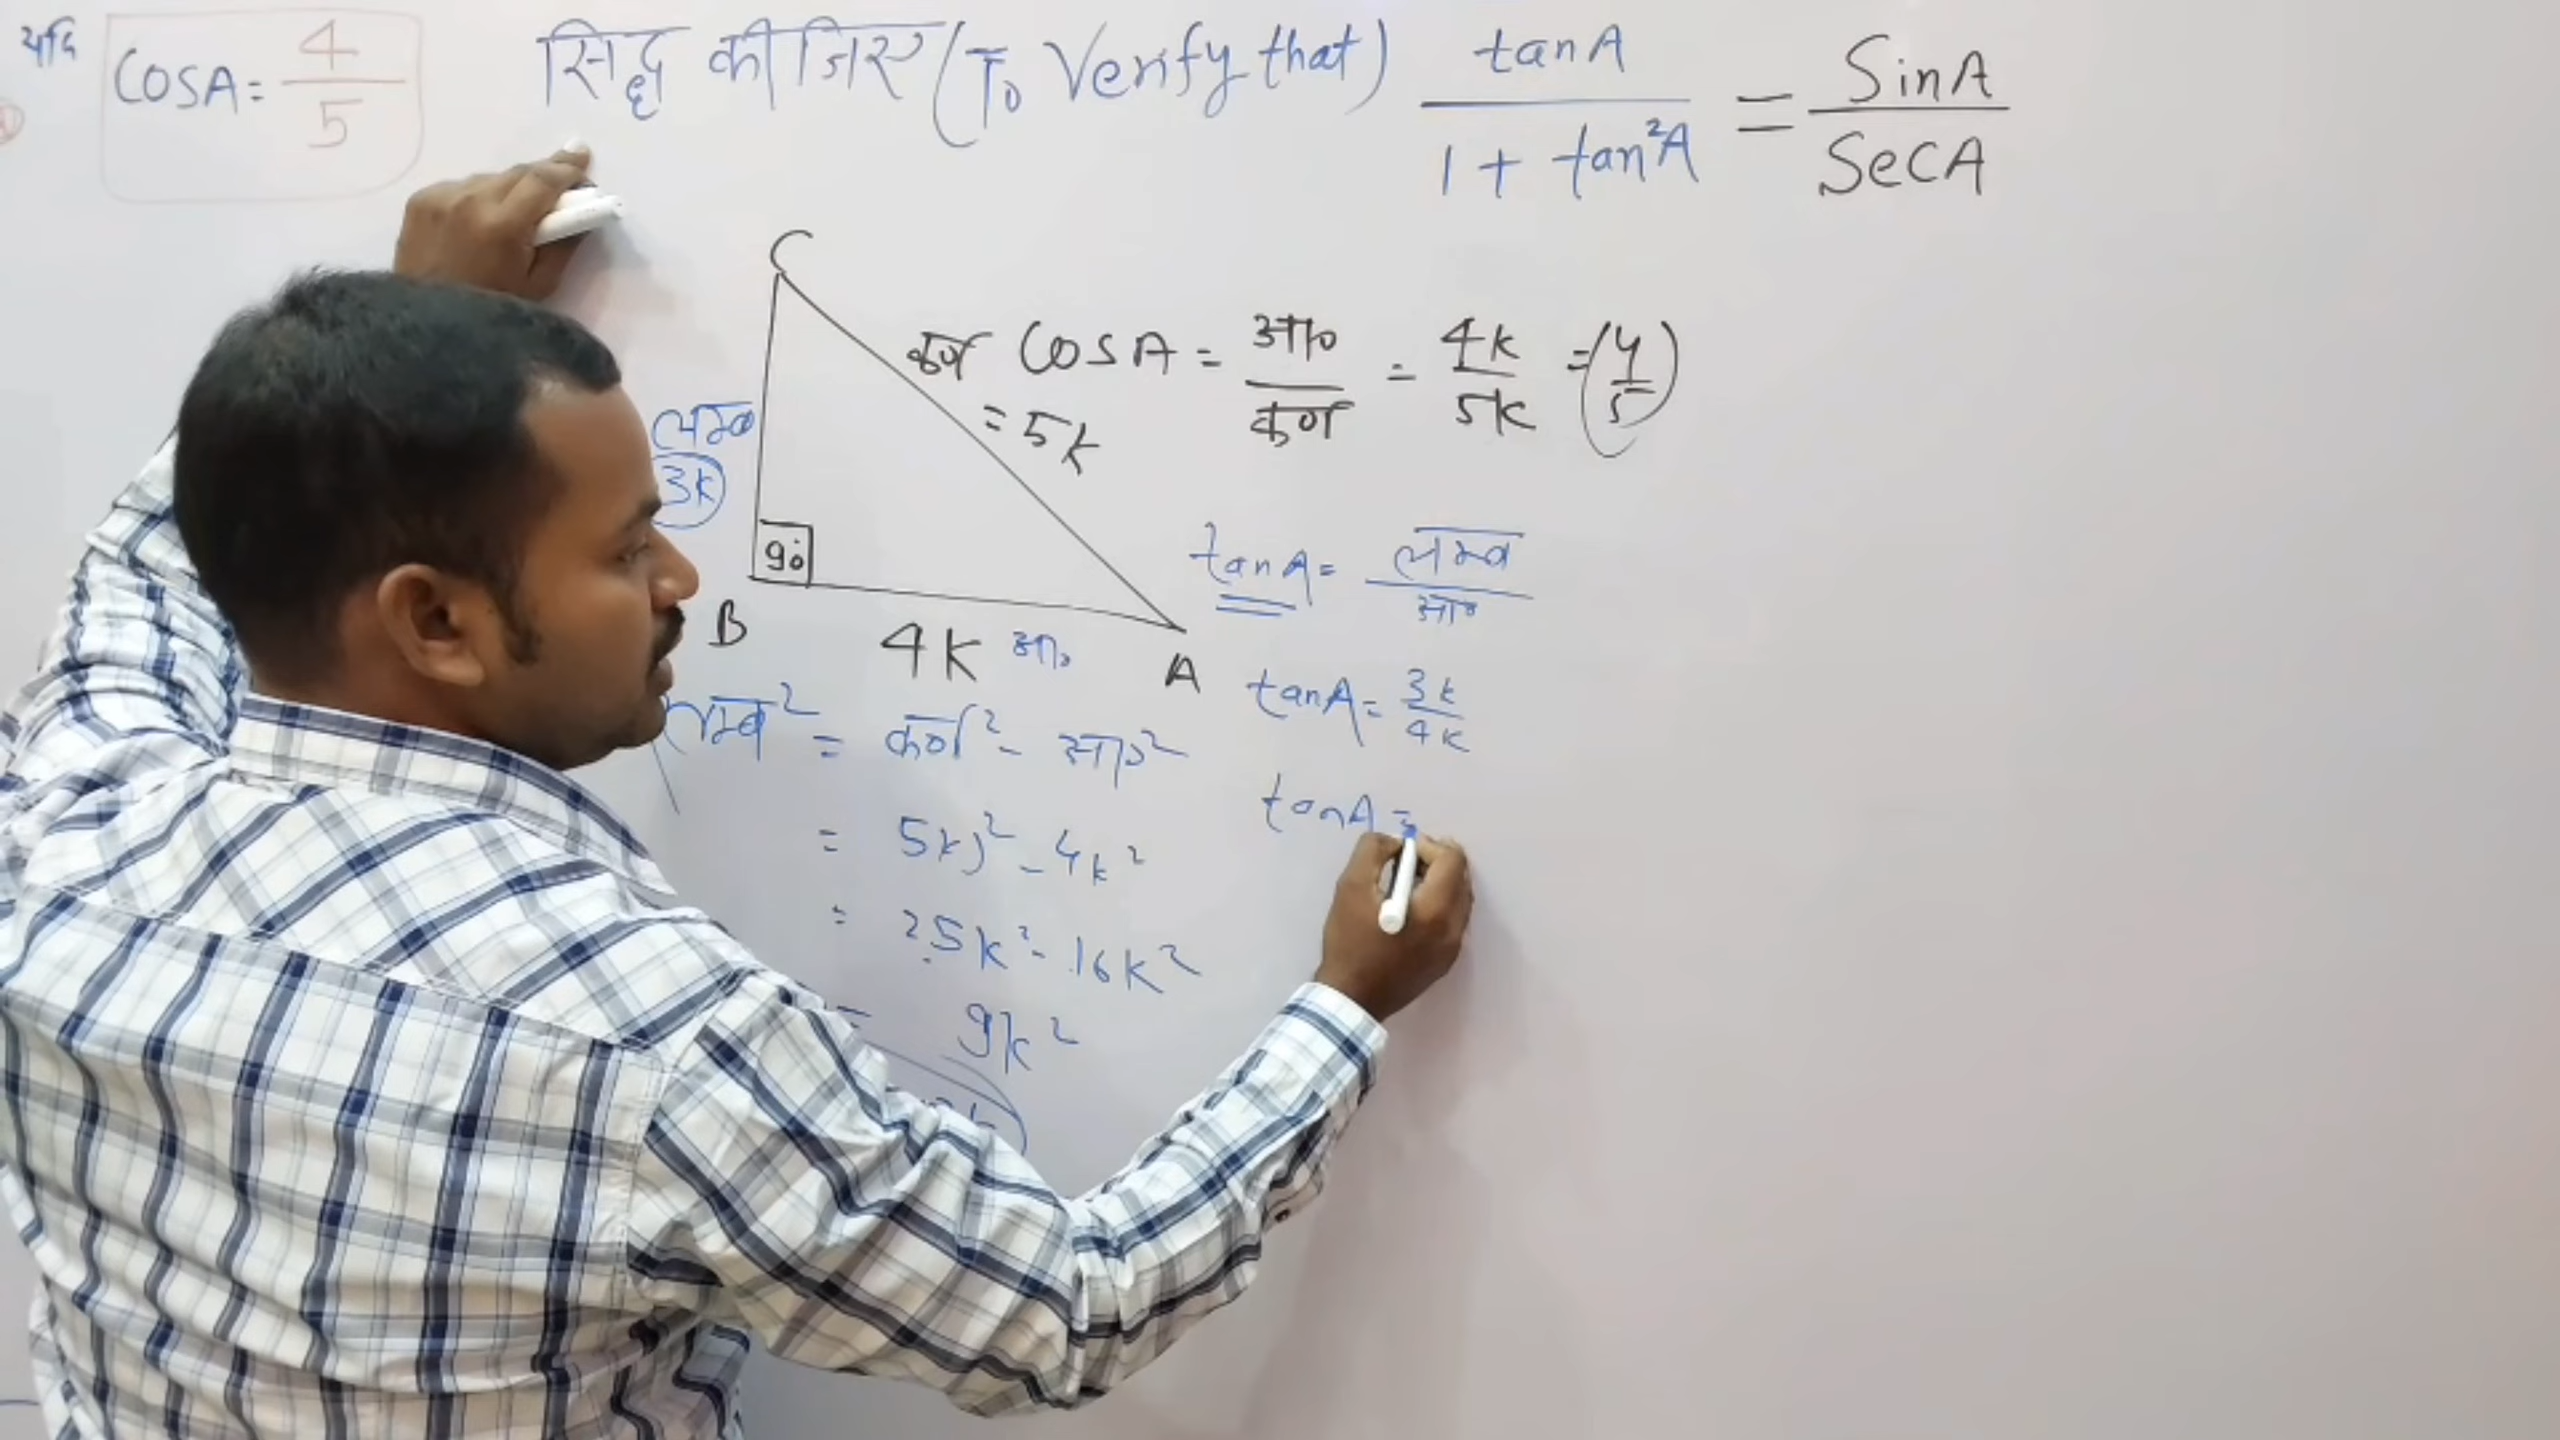 यदि COSA = 4/5 सिद्ध कीजिए (To Verify that) tanA / 1 + tan²A = SinA / SecA
C
कर्ण = 5k
CosA = आ० / कर्ण = 4k / 5k = (4/5)
लम्ब
3k
90°
B
4K आ०
A
tanA = लम्ब / आ०
tanA = 3k / 4k
tanA =
लम्ब² = कर्ण² - आ०²
= 5k)² - 4k²
= 25k² - 16k²
= 9k²